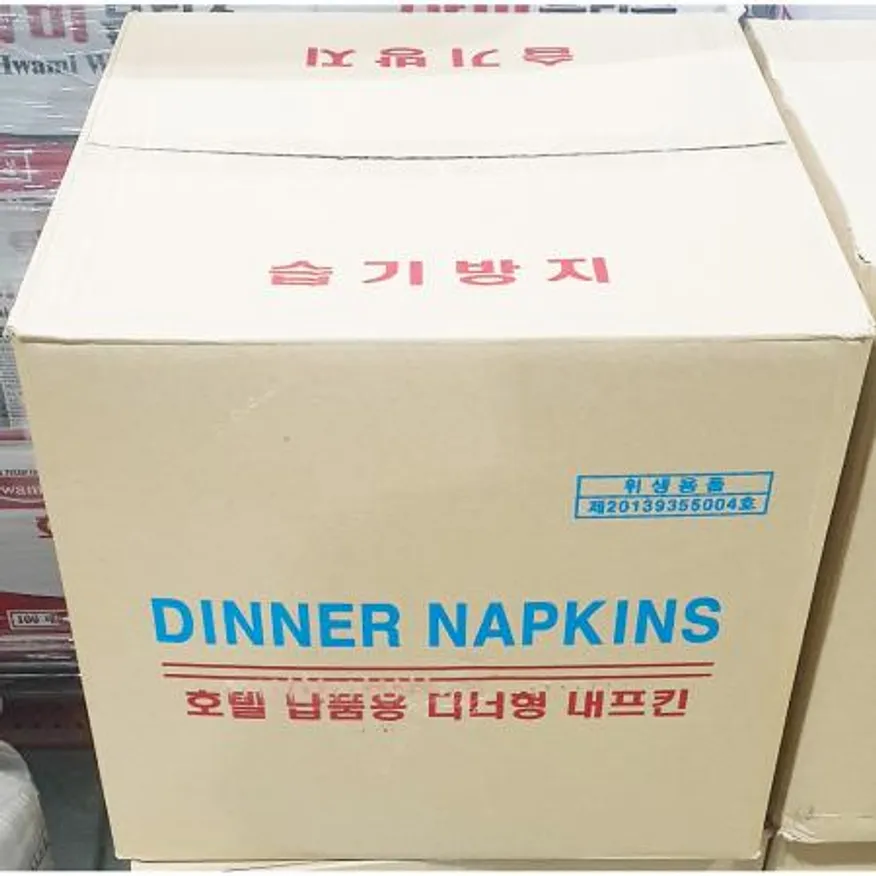 습기방지
Hwami W
습기방지
위생용품
제20139355004호
DINNER NAPKINS
호텔 납품용 디너형 내프킨
100